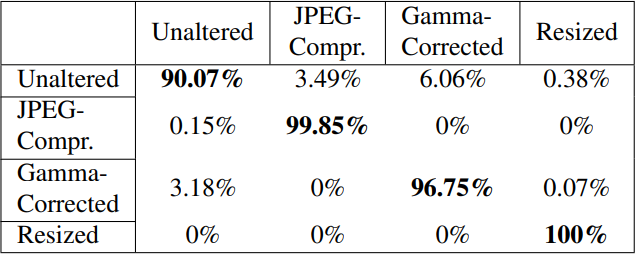 Unaltered JPEG-Compr. Gamma-Corrected Resized
Unaltered 90.07% 3.49% 6.06% 0.38%
JPEG-Compr. 0.15% 99.85% 0% 0%
Gamma-Corrected 3.18% 0% 96.75% 0.07%
Resized 0% 0% 0% 100%